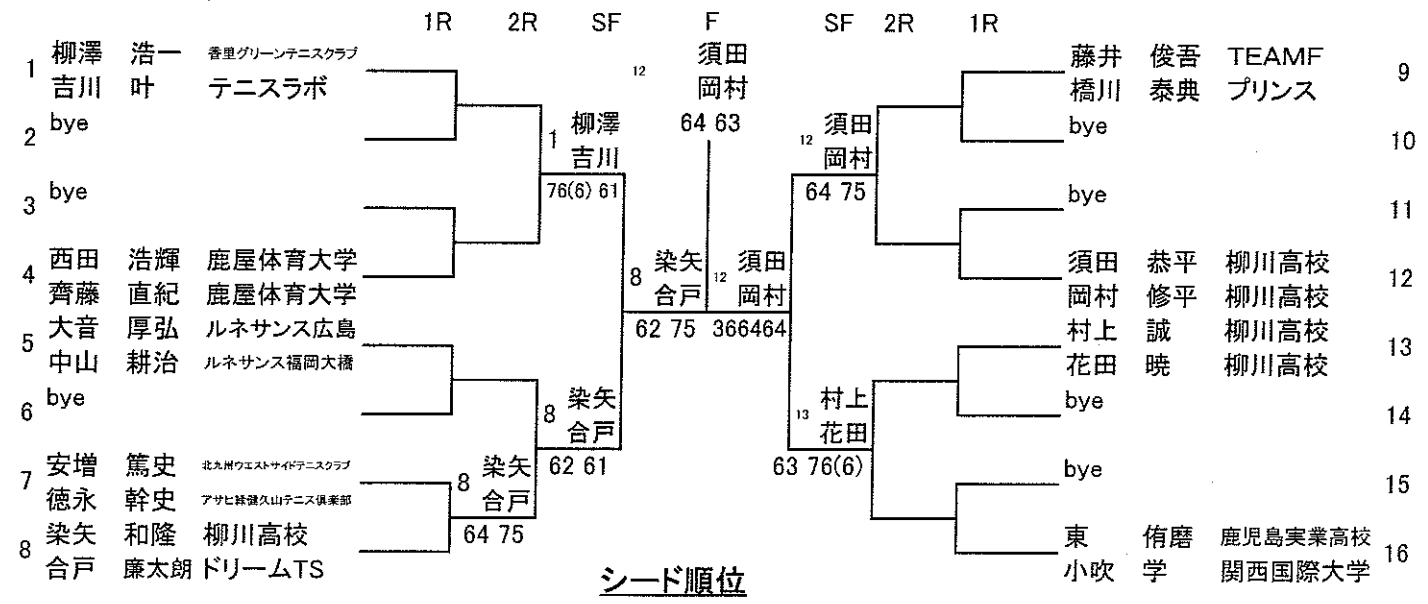 1R 2R SF F SF 2R 1R
1 柳澤 浩一 香里グリーンテニスクラブ
吉川 叶 テニスラボ
2 bye
3 bye
4 西田 浩輝 鹿屋体育大学
齊藤 直紀 鹿屋体育大学
5 大音 厚弘 ルネサンス広島
中山 耕治 ルネサンス福岡大橋
6 bye
7 安増 篤史 北九州ウエストサイドテニスクラブ
徳永 幹史 アサヒ緑健久山テニス倶楽部
8 染矢 和隆 柳川高校
合戸 廉太朗 ドリームTS
8 染矢
合戸
64 75
1 柳澤
吉川
76(6) 61
8 染矢
合戸
62 61
8 染矢
合戸
62 75
12 須田
岡村
64 63
12 須田
岡村
366464
12 須田
岡村
64 75
13 村上
花田
63 76(6)
藤井 俊吾 TEAMF 9
橋川 泰典 プリンス
bye 10
bye 11
須田 恭平 柳川高校 12
岡村 修平 柳川高校
村上 誠 柳川高校 13
花田 暁 柳川高校
bye 14
bye 15
東 侑磨 鹿児島実業高校 16
小吹 学 関西国際大学
シード順位